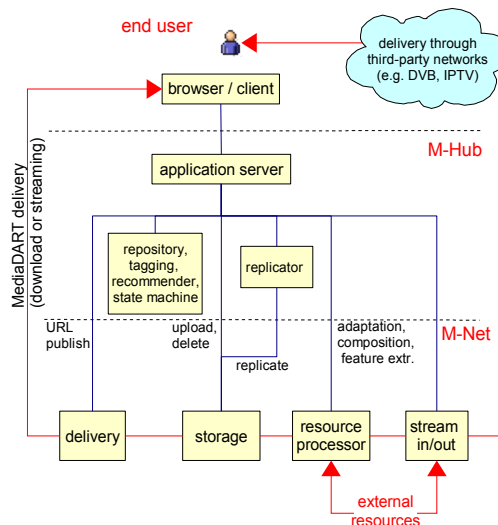 end user
delivery through
third-party networks
(e.g. DVB, IPTV)
browser / client
M-Hub
application server
MediaDART delivery
(download or streaming)
repository,
tagging,
recommender,
state machine
replicator
M-Net
URL
publish
upload,
delete
replicate
adaptation,
composition,
feature extr.
delivery
storage
resource
processor
stream
in/out
external
resources